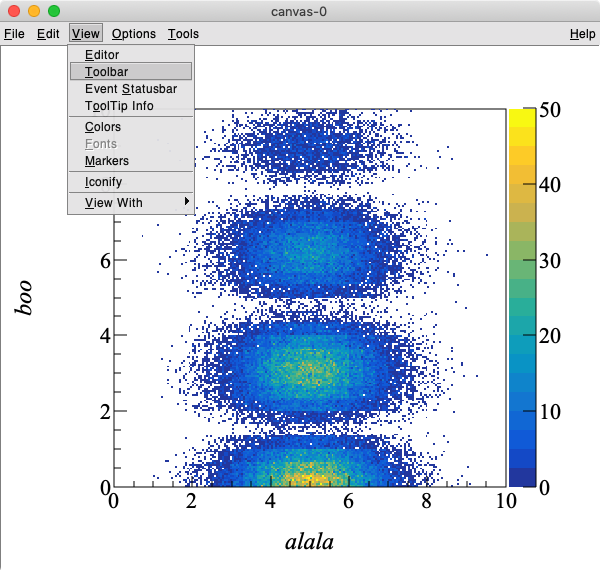 canvas-0
File Edit View Options Tools Help
Editor
Toolbar
Event Statusbar
ToolTip Info
Colors
Fonts
Markers
Iconify
View With
50
40
30
20
10
0
6
4
2
0
0 2 4 6 8 10
boo
alala